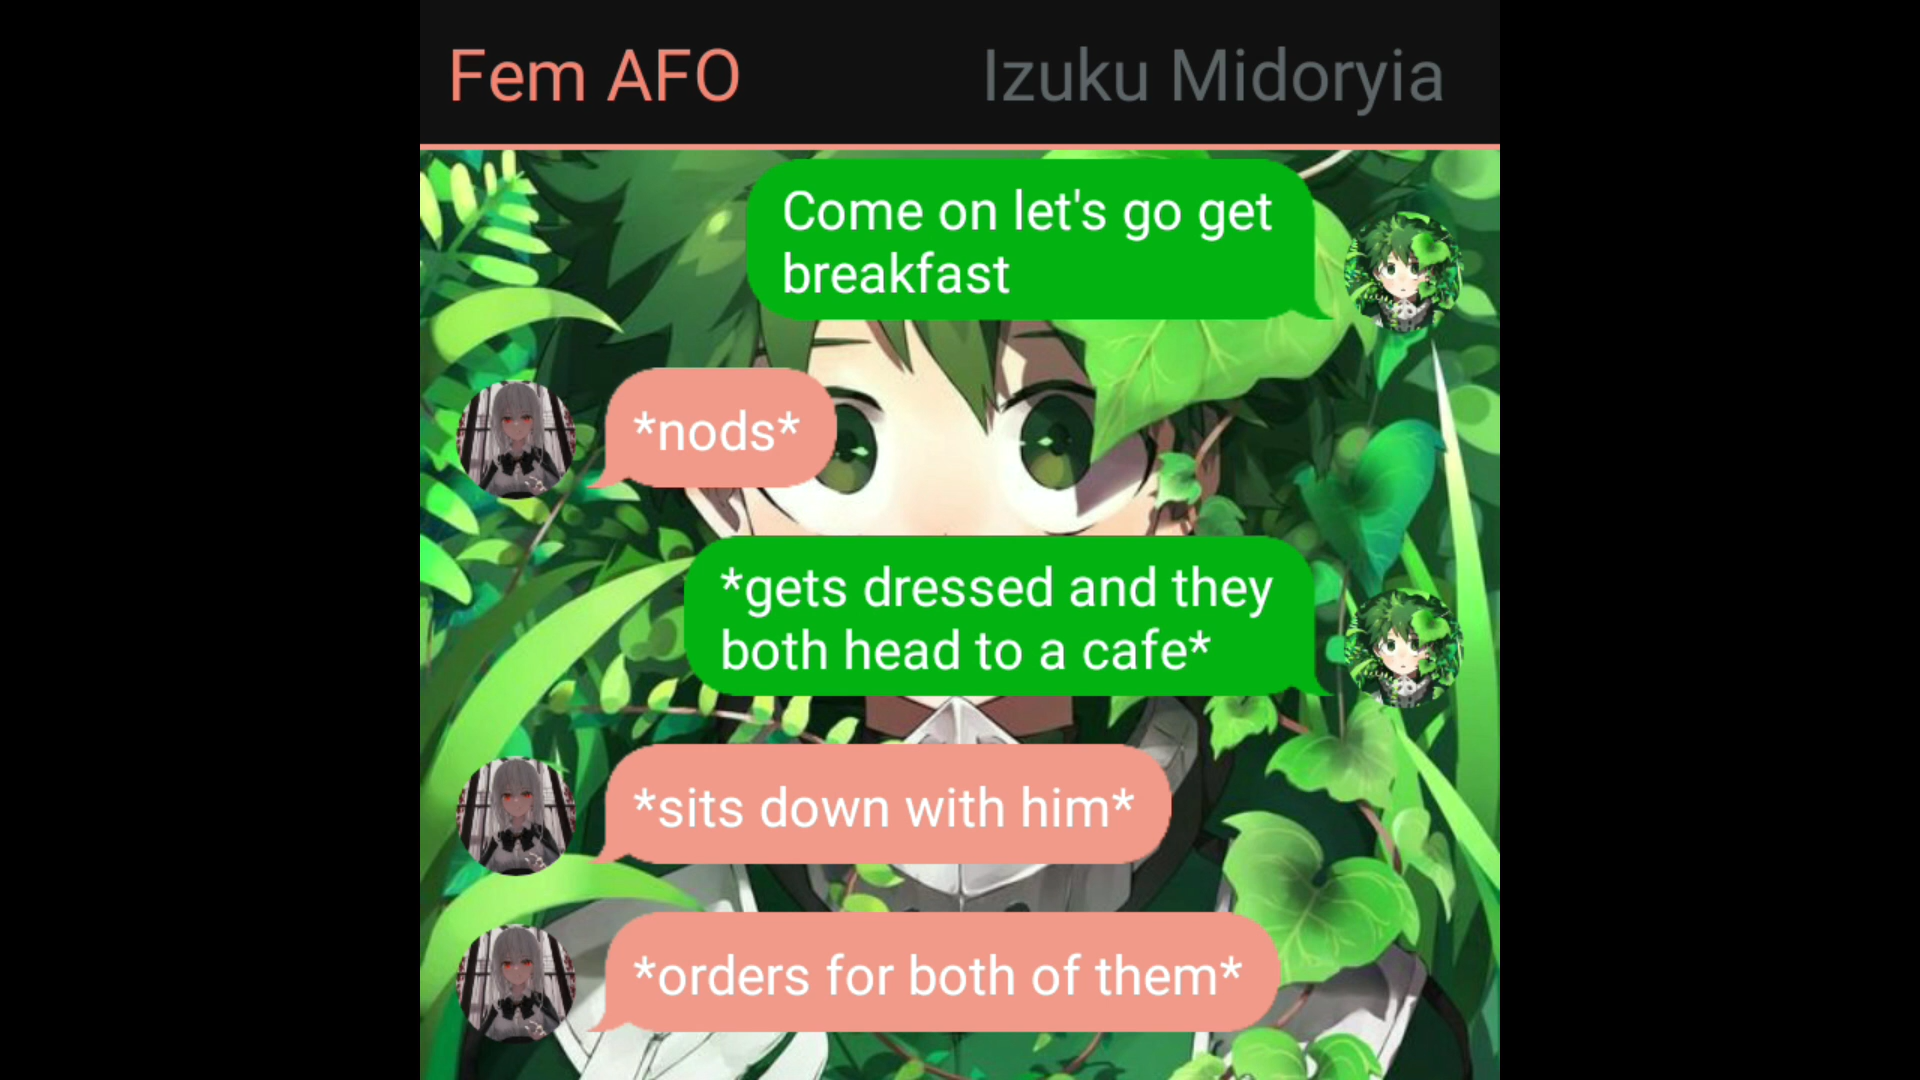 Fem AFO
Izuku Midoryia
Come on let's go get
breakfast
*nods*
*gets dressed and they
both head to a cafe*
*sits down with him*
*orders for both of them*